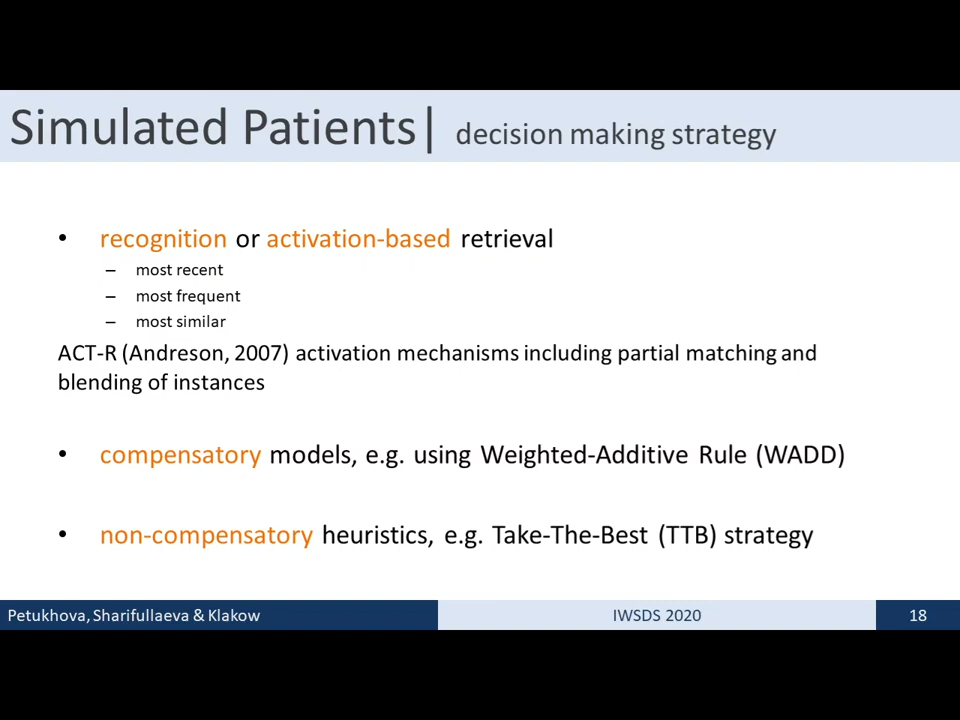 Simulated Patients| decision making strategy
• recognition or activation-based retrieval
– most recent
– most frequent
– most similar
ACT-R (Andreson, 2007) activation mechanisms including partial matching and
blending of instances
• compensatory models, e.g. using Weighted-Additive Rule (WADD)
• non-compensatory heuristics, e.g. Take-The-Best (TTB) strategy
Petukhova, Sharifullaeva & Klakow IWSDS 2020 18